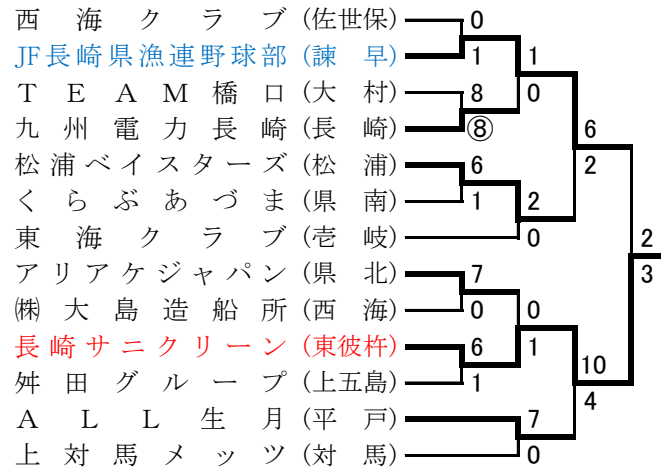 西海クラブ(佐世保) 0
JF長崎県漁連野球部(諫早) 1 1
TEAM橋口(大村) 8 0
九州電力長崎(長崎) ⑧ 6
松浦ベイスターズ(松浦) 6 2
くらぶあづま(県南) 1 2
東海クラブ(壱岐) 0 2
アリアケジャパン(県北) 7 3
㈱大島造船所(西海) 0 0
長崎サニクリーン(東彼杵) 6 1
舛田グループ(上五島) 1 10
ALL生月(平戸) 7 4
上対馬メッツ(対馬) 0